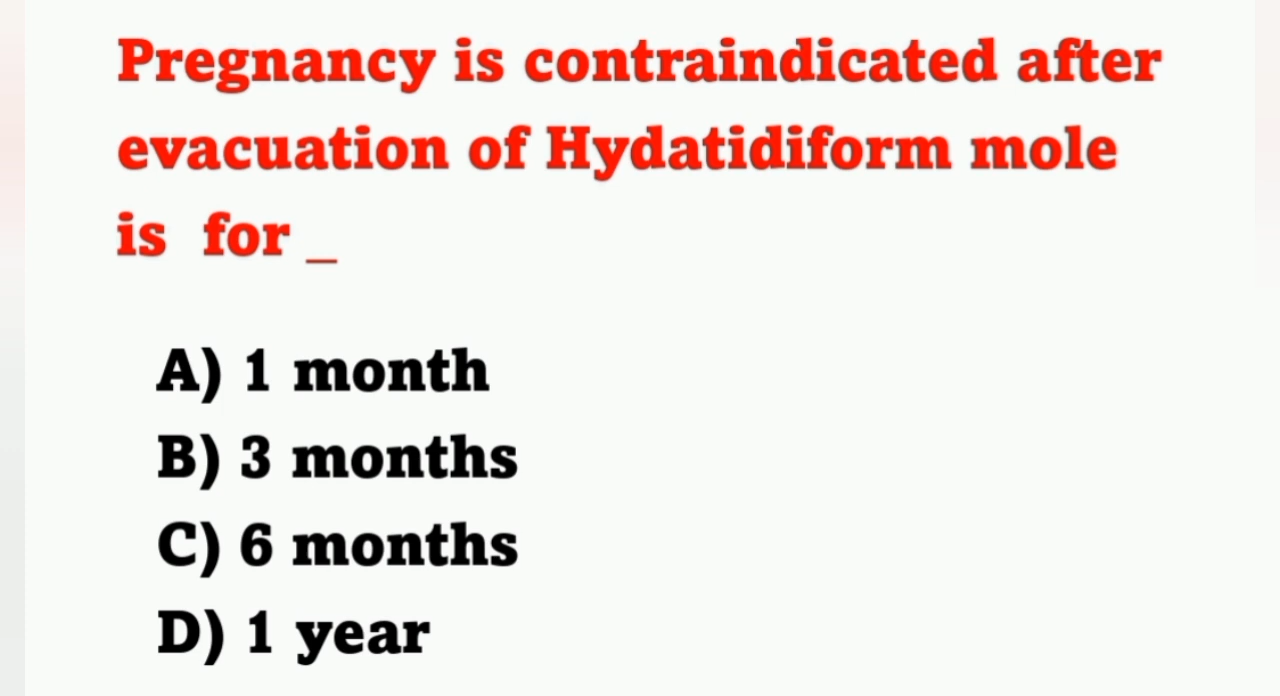 Pregnancy is contraindicated after
evacuation of Hydatidiform mole
is for _
A) 1 month
B) 3 months
C) 6 months
D) 1 year